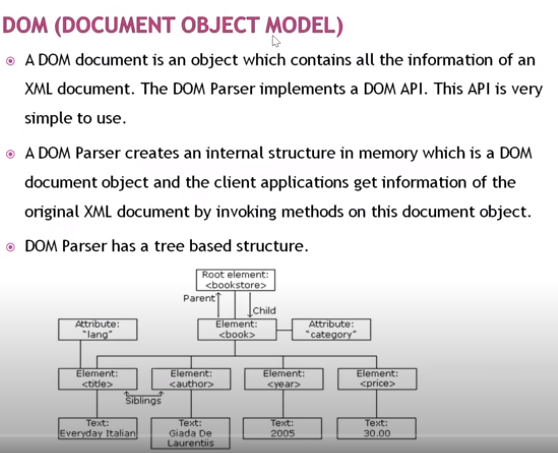 DOM (DOCUMENT OBJECT MODEL)
A DOM document is an object which contains all the information of an
XML document. The DOM Parser implements a DOM API. This API is very
simple to use.
A DOM Parser creates an internal structure in memory which is a DOM
document object and the client applications get information of the
original XML document by invoking methods on this document object.
DOM Parser has a tree based structure.
Root element:
<bookstore>
Parent
Child
Attribute:
"lang"
Element:
<book>
Attribute:
"category"
Element:
<title>
Element:
<author>
Element:
<year>
Element:
<price>
Siblings
Text:
Everyday Italian
Text:
Giada De
Laurentiis
Text:
2005
Text:
30.00